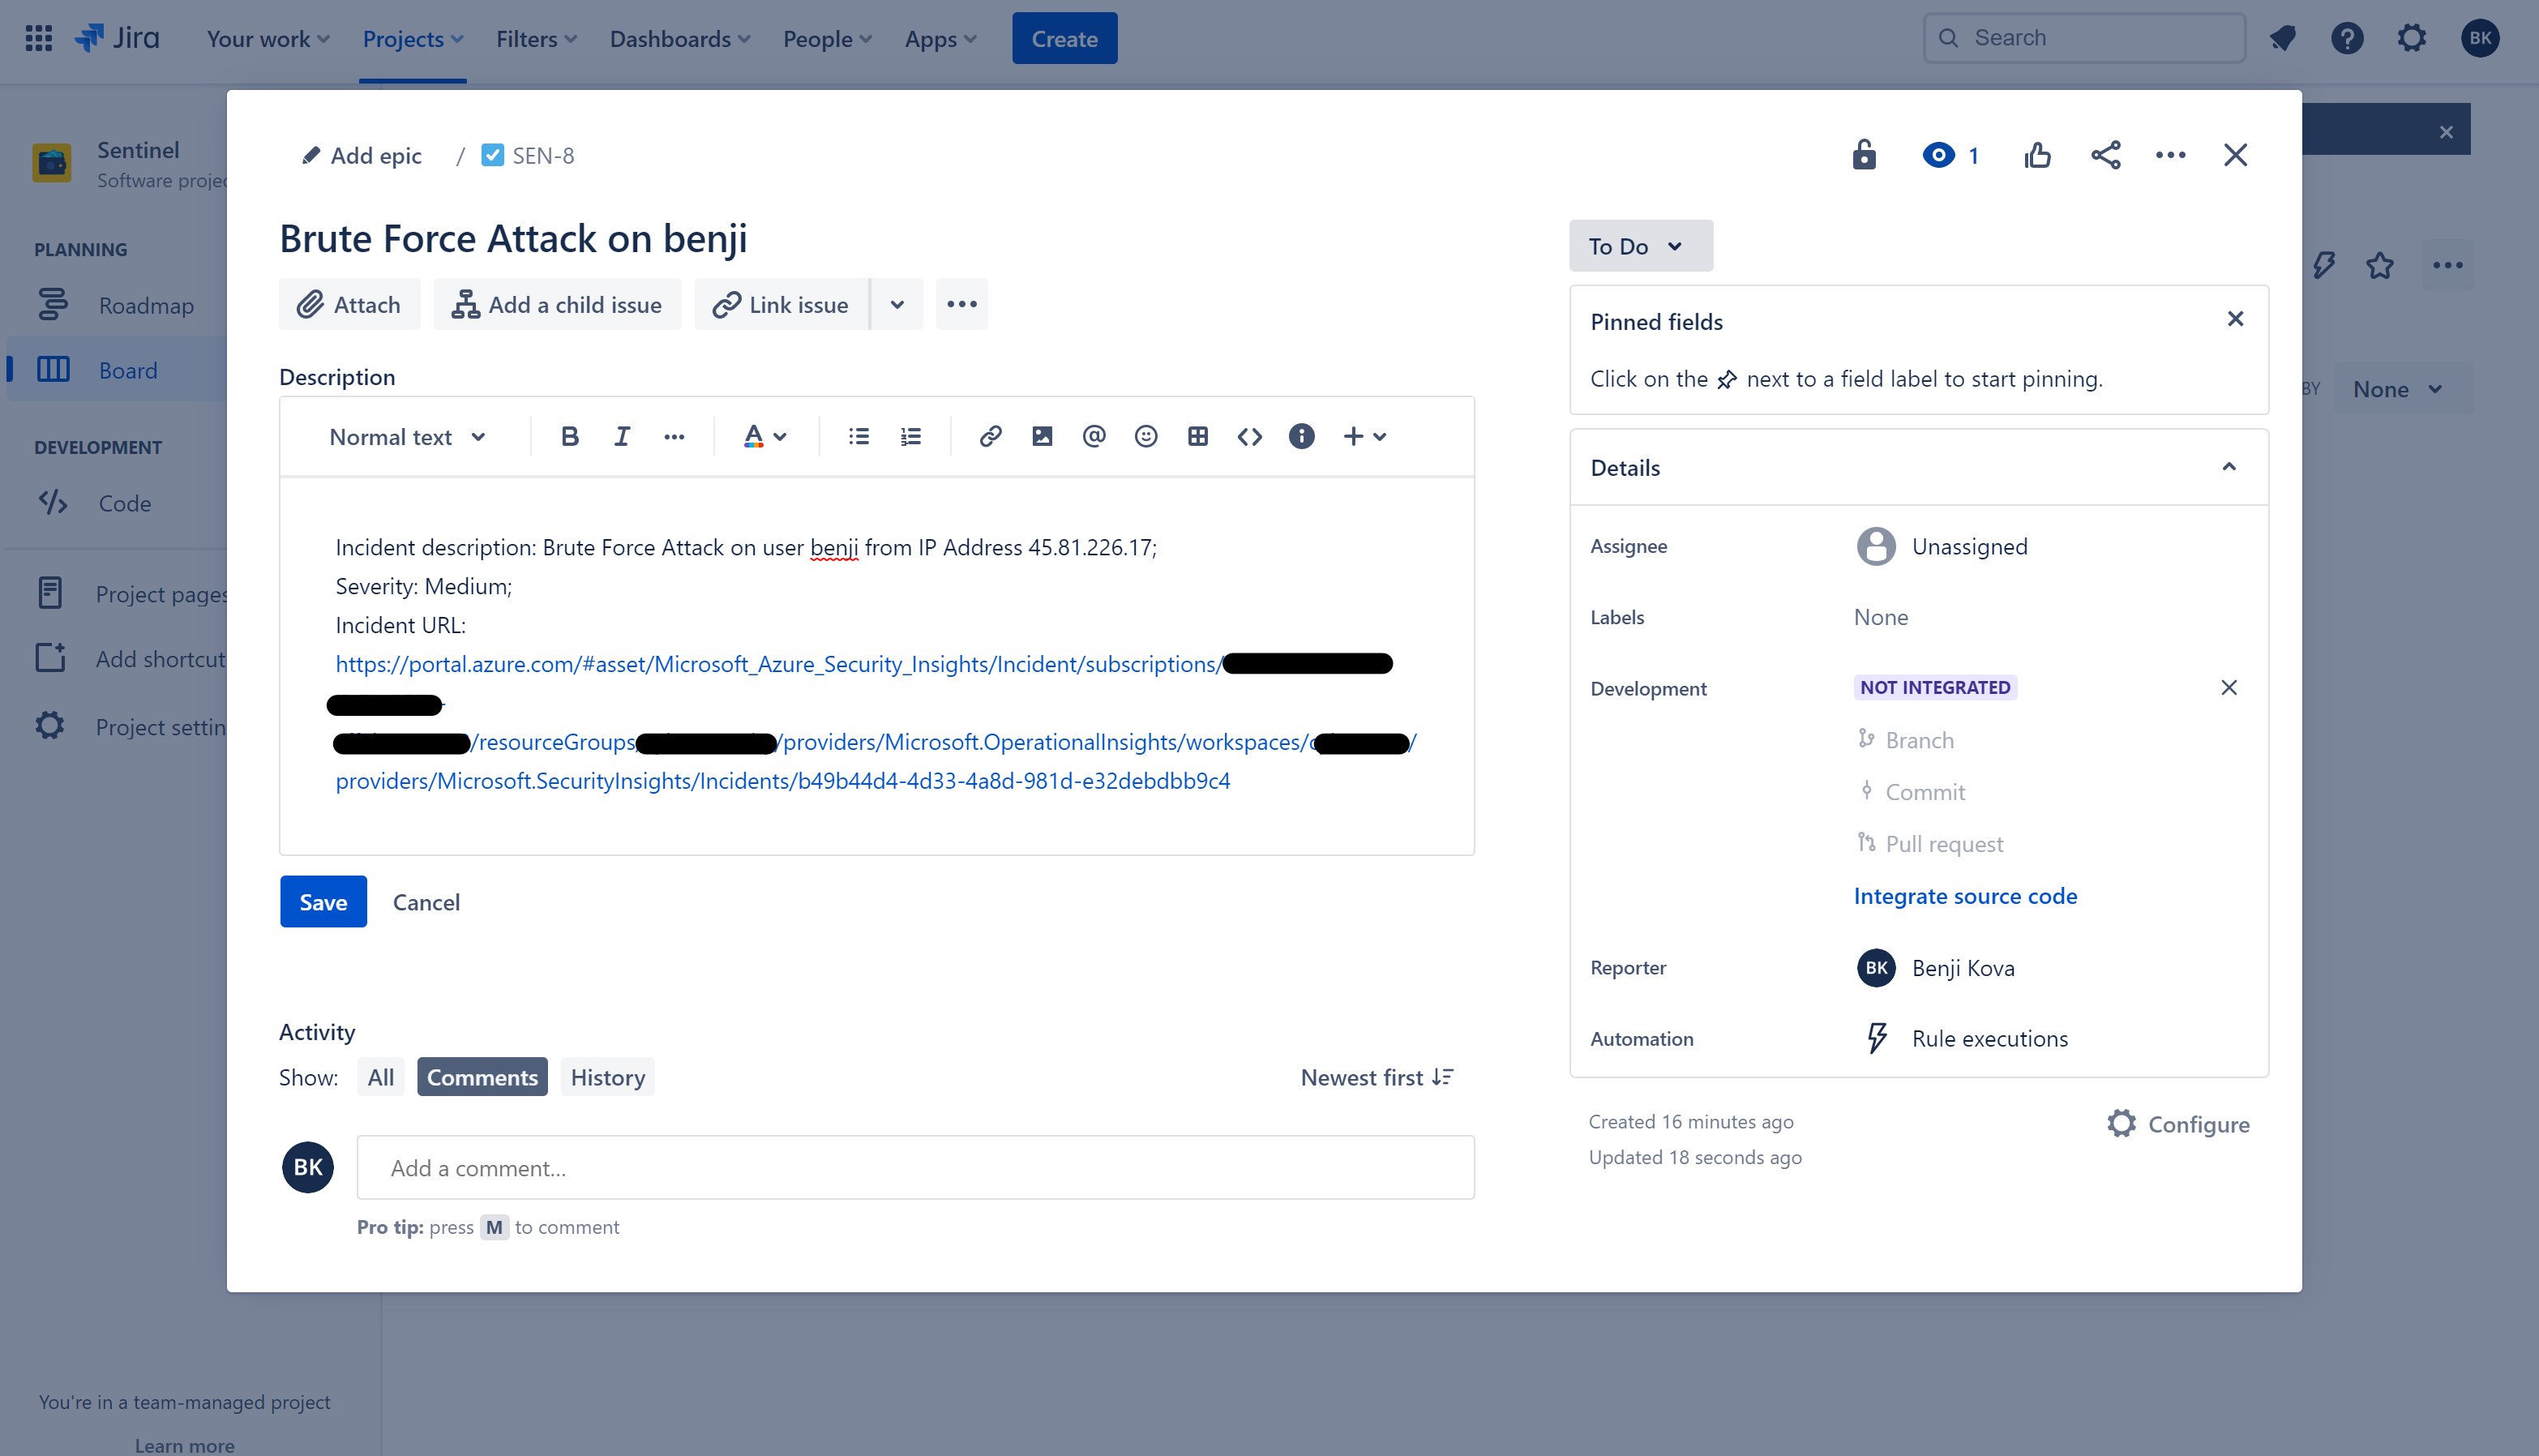 Jira Your work Projects Filters Dashboards People Apps Create Search BK
Sentinel
Software projec
PLANNING
Roadmap
Board
DEVELOPMENT
Code
Project pages
Add shortcut
Project settin
You're in a team-managed project
Learn more
Add epic / SEN-8
1
Brute Force Attack on benji
Attach Add a child issue Link issue
Description
Normal text B I A @ +
Incident description: Brute Force Attack on user benji from IP Address 45.81.226.17;
Severity: Medium;
Incident URL:
https://portal.azure.com/#asset/Microsoft_Azure_Security_Insights/Incident/subscriptions/
-
/resourceGroups /providers/Microsoft.OperationalInsights/workspaces/ /
providers/Microsoft.SecurityInsights/Incidents/b49b44d4-4d33-4a8d-981d-e32debdbb9c4
Save Cancel
Activity
Show: All Comments History Newest first
BK Add a comment...
Pro tip: press M to comment
To Do
Pinned fields
Click on the next to a field label to start pinning.
Details
Assignee Unassigned
Labels None
Development NOT INTEGRATED
Branch
Commit
Pull request
Integrate source code
Reporter BK Benji Kova
Automation Rule executions
Created 16 minutes ago
Updated 18 seconds ago
Configure
BY None